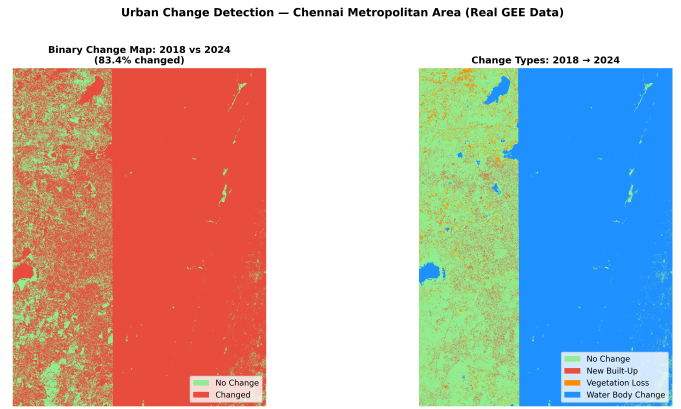 Urban Change Detection — Chennai Metropolitan Area (Real GEE Data)
Binary Change Map: 2018 vs 2024
(83.4% changed)
No Change
Changed
Change Types: 2018 → 2024
No Change
New Built-Up
Vegetation Loss
Water Body Change